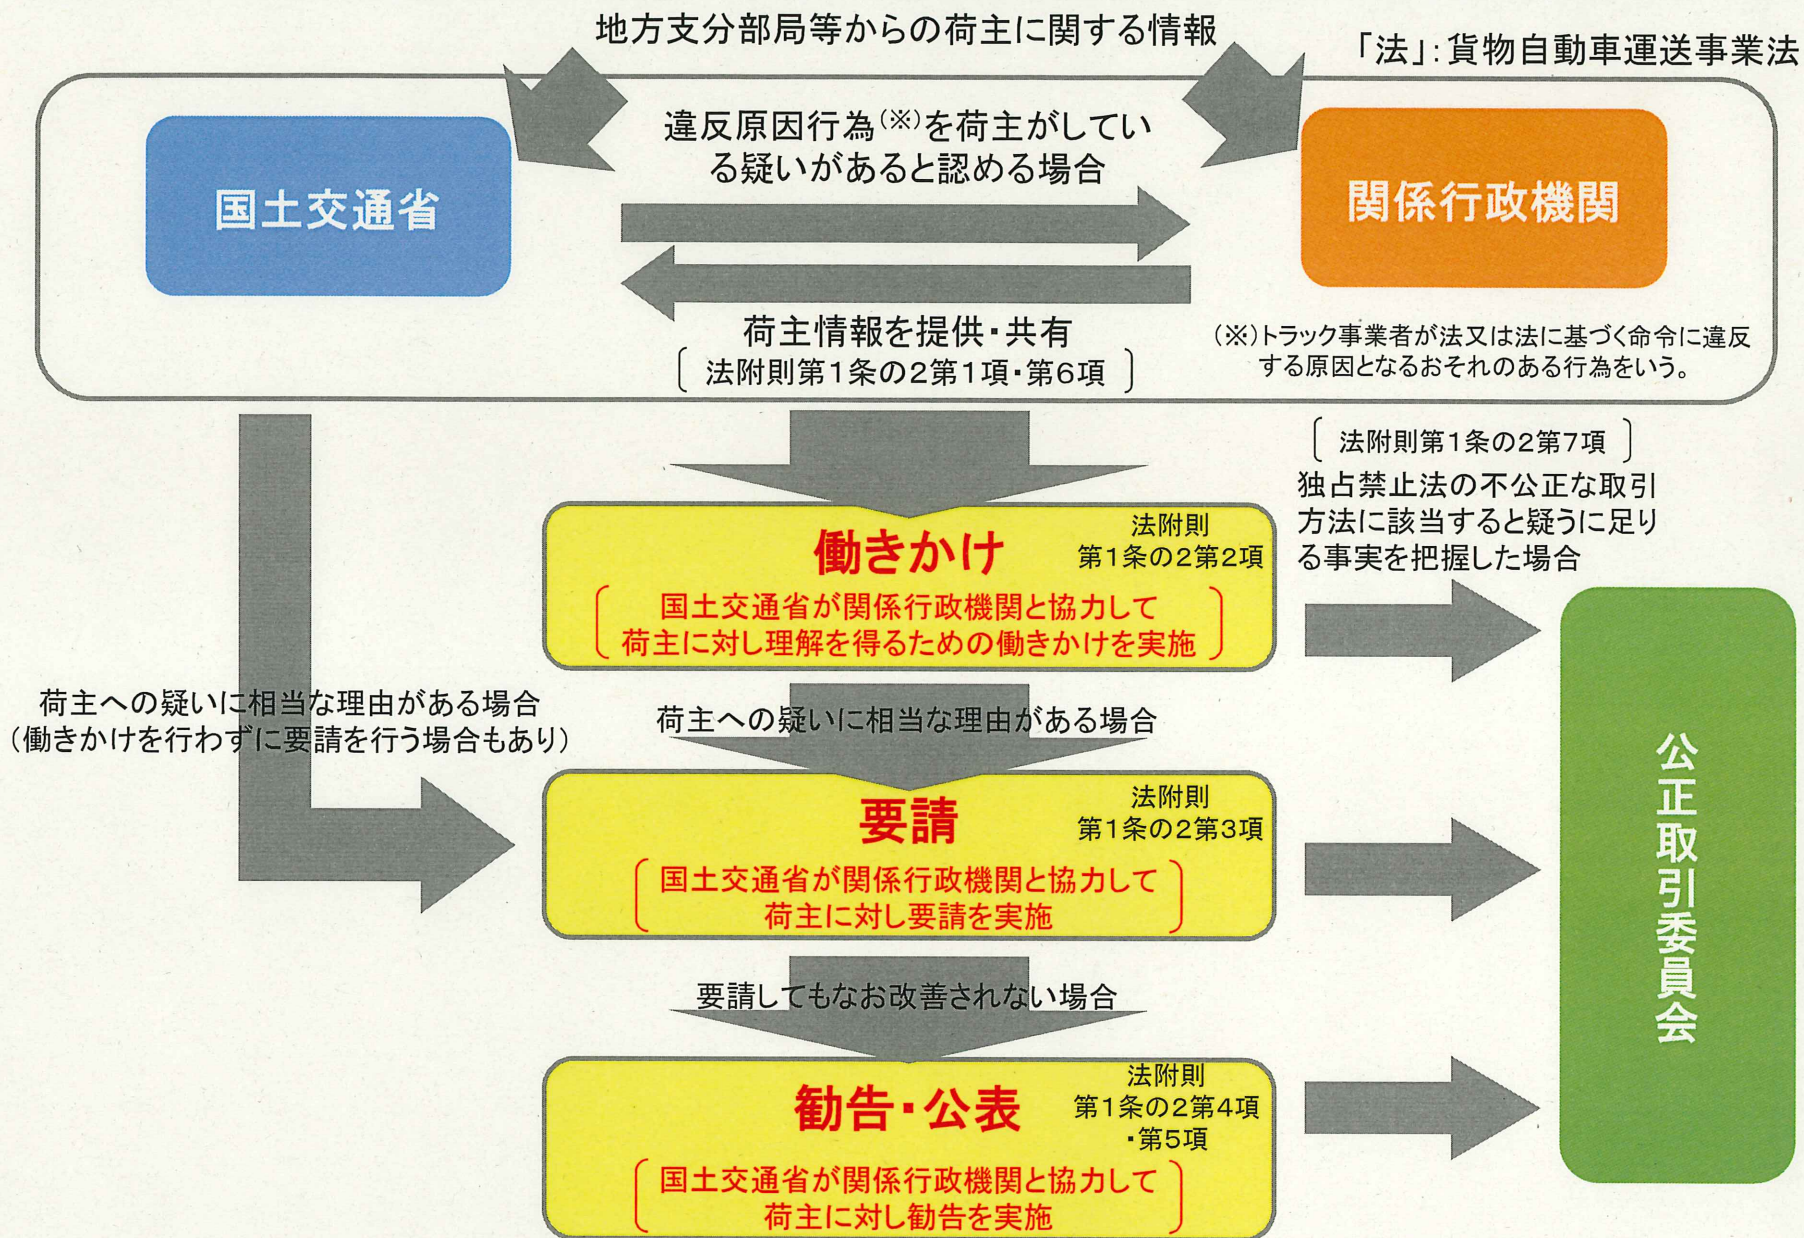 地方支分部局等からの荷主に関する情報
「法」：貨物自動車運送事業法
国土交通省
違反原因行為(※)を荷主がしてい
る疑いがあると認める場合
関係行政機関
荷主情報を提供・共有
〔 法附則第1条の2第1項・第6項 〕
(※)トラック事業者が法又は法に基づく命令に違反
する原因となるおそれのある行為をいう。
〔 法附則第1条の2第7項 〕
独占禁止法の不公正な取引
方法に該当すると疑うに足り
る事実を把握した場合
働きかけ
法附則
第1条の2第2項
国土交通省が関係行政機関と協力して
荷主に対し理解を得るための働きかけを実施
荷主への疑いに相当な理由がある場合
(働きかけを行わずに要請を行う場合もあり)
荷主への疑いに相当な理由がある場合
要請
法附則
第1条の2第3項
国土交通省が関係行政機関と協力して
荷主に対し要請を実施
要請してもなお改善されない場合
勧告・公表
法附則
第1条の2第4項
・第5項
国土交通省が関係行政機関と協力して
荷主に対し勧告を実施
公正取引委員会